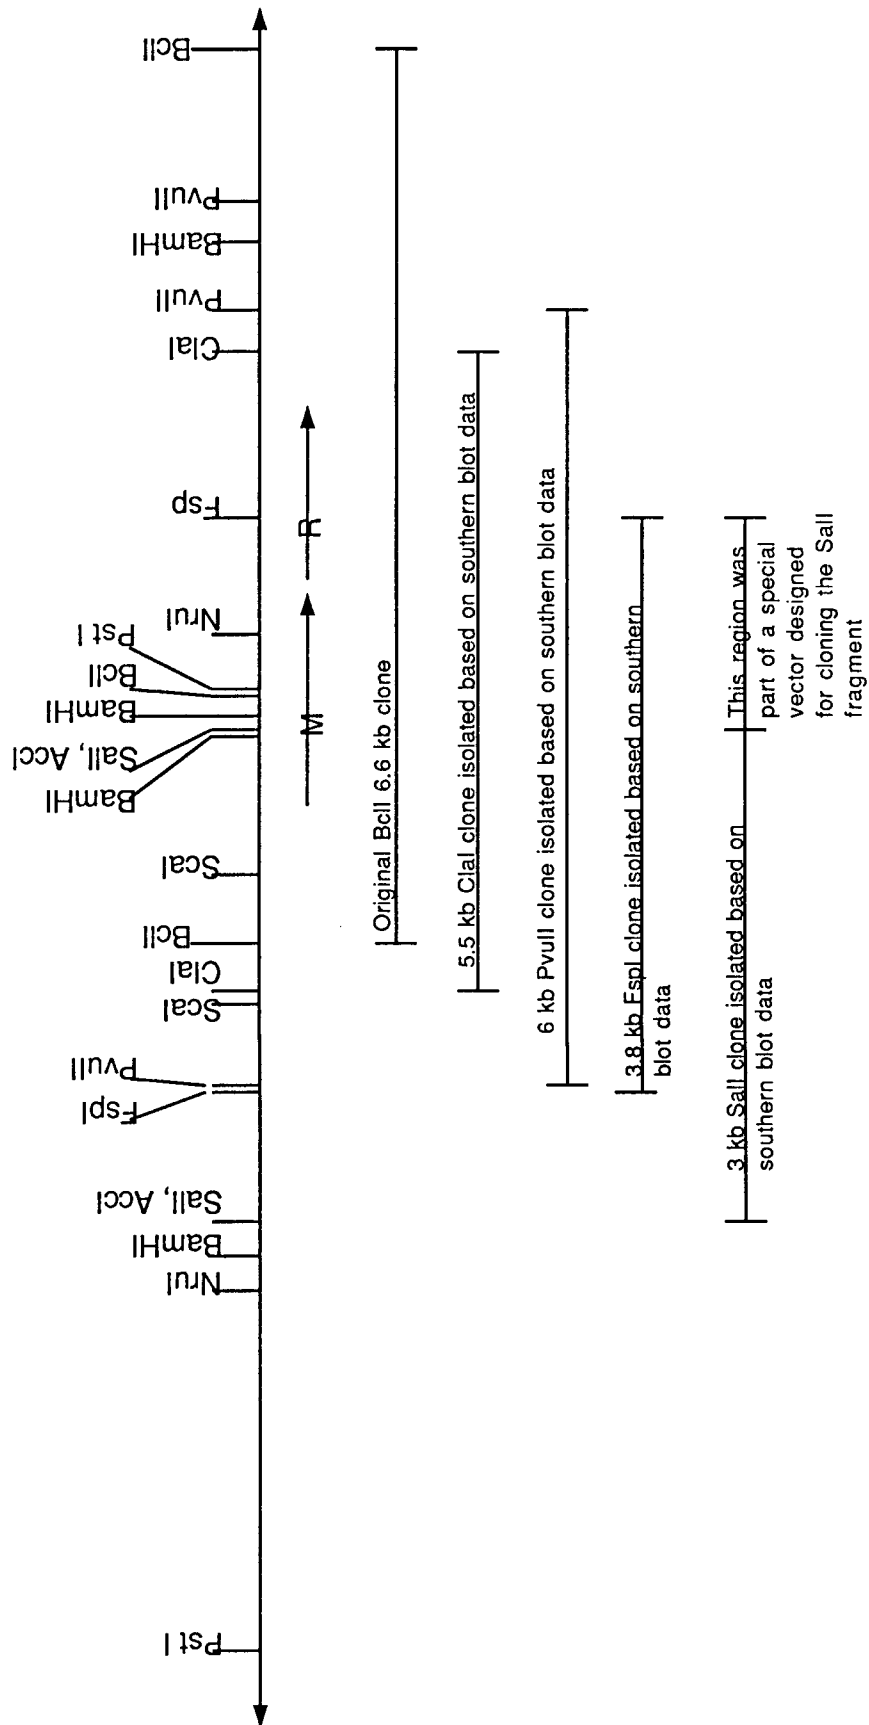 Pst I
NruI
BamHI
SalI, AccI
FspI
PvuII
ScaI
ClaI
BclI
ScaI
BamHI
SalI, AccI
BamHI
BclI
Pst I
NruI
Fsp
ClaI
PvuII
BamHI
PvuII
BclI
M
R
Original BclI 6.6 kb clone
5.5 kb ClaI clone isolated based on southern blot data
6 kb PvuII clone isolated based on southern blot data
3.8 kb FspI clone isolated based on southern
blot data
3 kb SalI clone isolated based on
southern blot data
This region was
part of a special
vector designed
for cloning the SalI
fragment